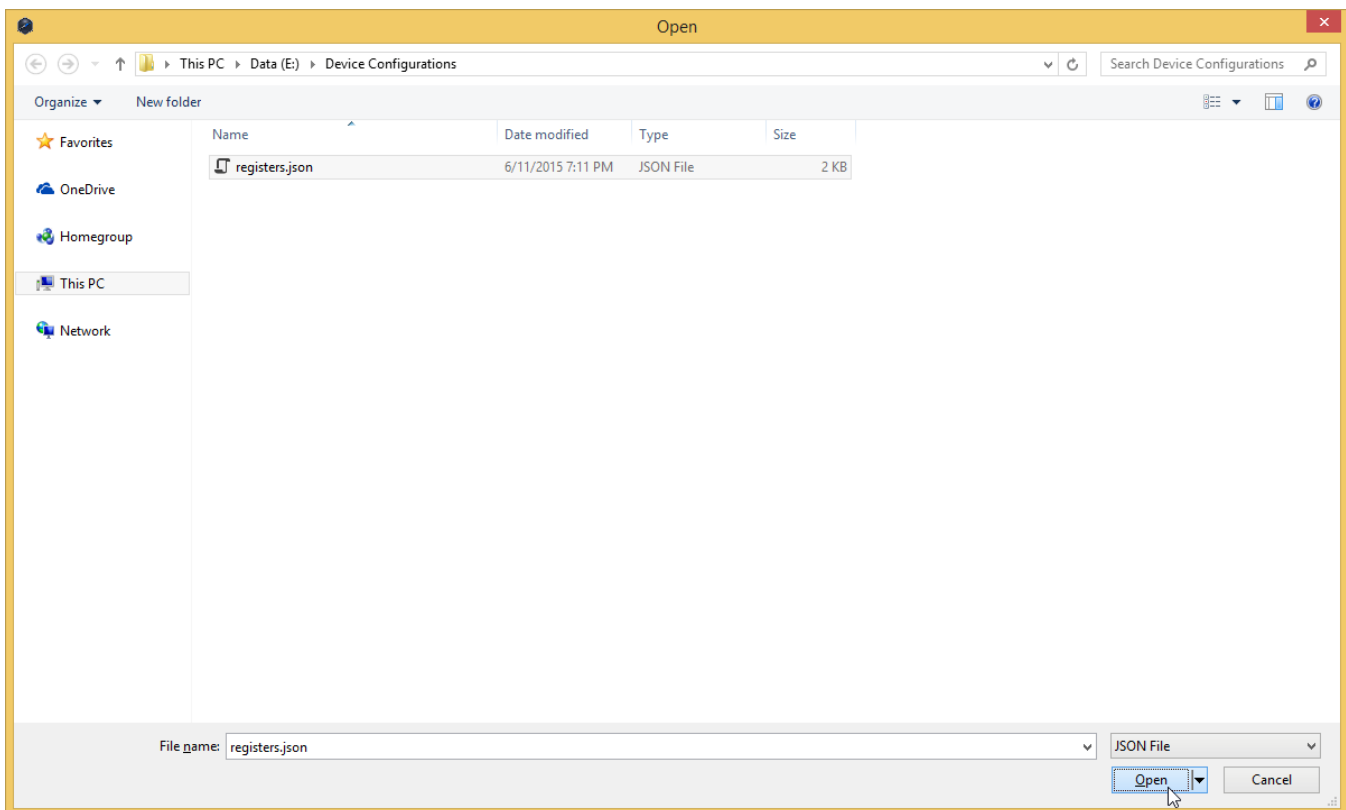 Open
This PC Data (E:) Device Configurations Search Device Configurations
Organize New folder
Name Date modified Type Size
Favorites
registers.json 6/11/2015 7:11 PM JSON File 2 KB
OneDrive
Homegroup
This PC
Network
File name: registers.json JSON File
Open Cancel